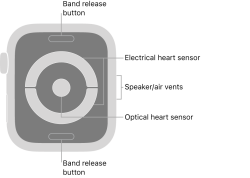 Band release
button
Electrical heart sensor
Speaker/air vents
Optical heart sensor
Band release
button